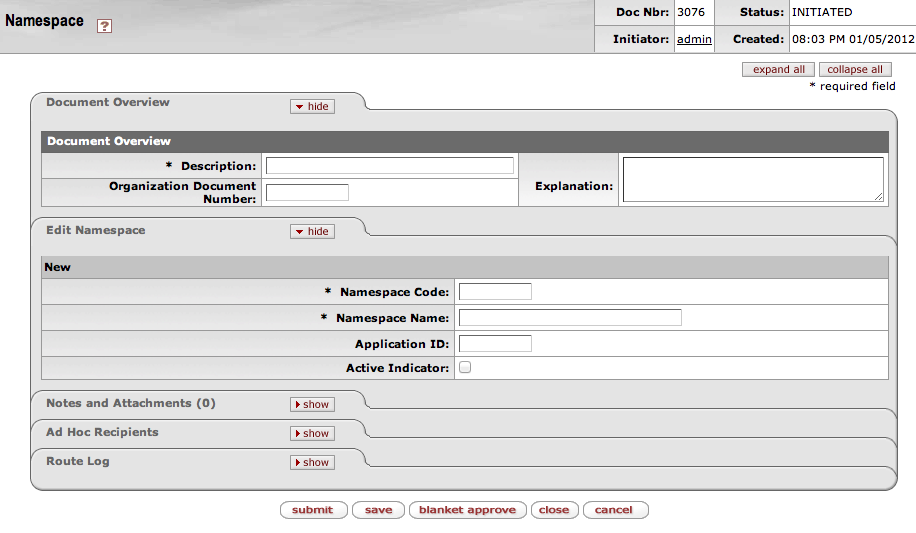 Namespace ?
Doc Nbr: 3076 Status: INITIATED
Initiator: admin Created: 08:03 PM 01/05/2012
expand all collapse all
* required field
Document Overview hide
Document Overview
* Description:
Organization Document
Number:
Explanation:
Edit Namespace hide
New
* Namespace Code:
* Namespace Name:
Application ID:
Active Indicator:
Notes and Attachments (0) show
Ad Hoc Recipients show
Route Log show
submit save blanket approve close cancel